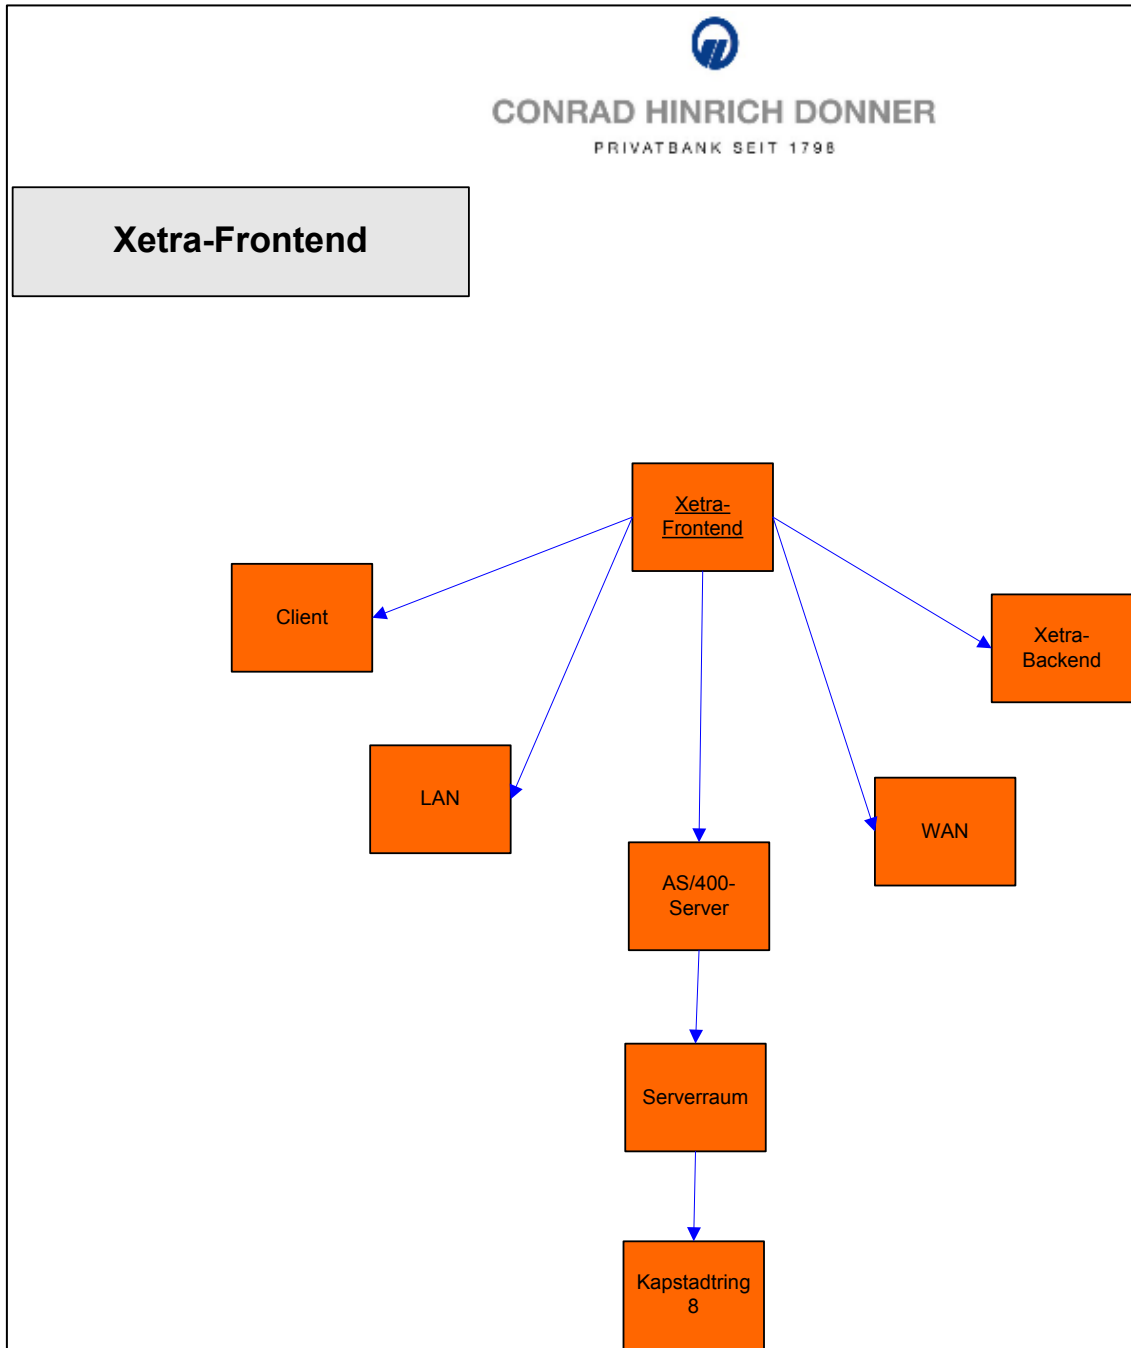 CONRAD HINRICH DONNER
PRIVATBANK SEIT 1798
Xetra-Frontend
Xetra-
Frontend
Client
Xetra-
Backend
LAN
WAN
AS/400-
Server
Serverraum
Kapstadtring
8